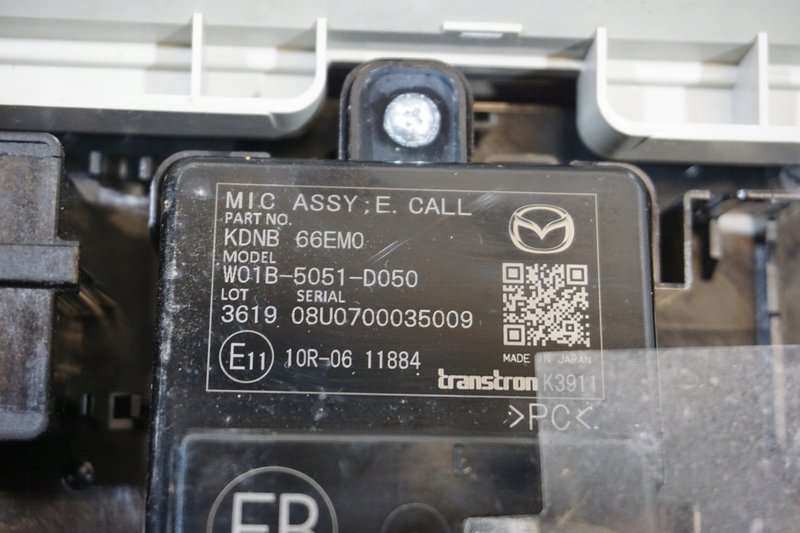 MIC ASSY;E. CALL
PART NO.
KDNB 66EM0
MODEL
W01B-5051-D050
LOT SERIAL
3619 08U0700035009
E11 10R-06 11884
MADE IN JAPAN
transtron K3911
>PC<